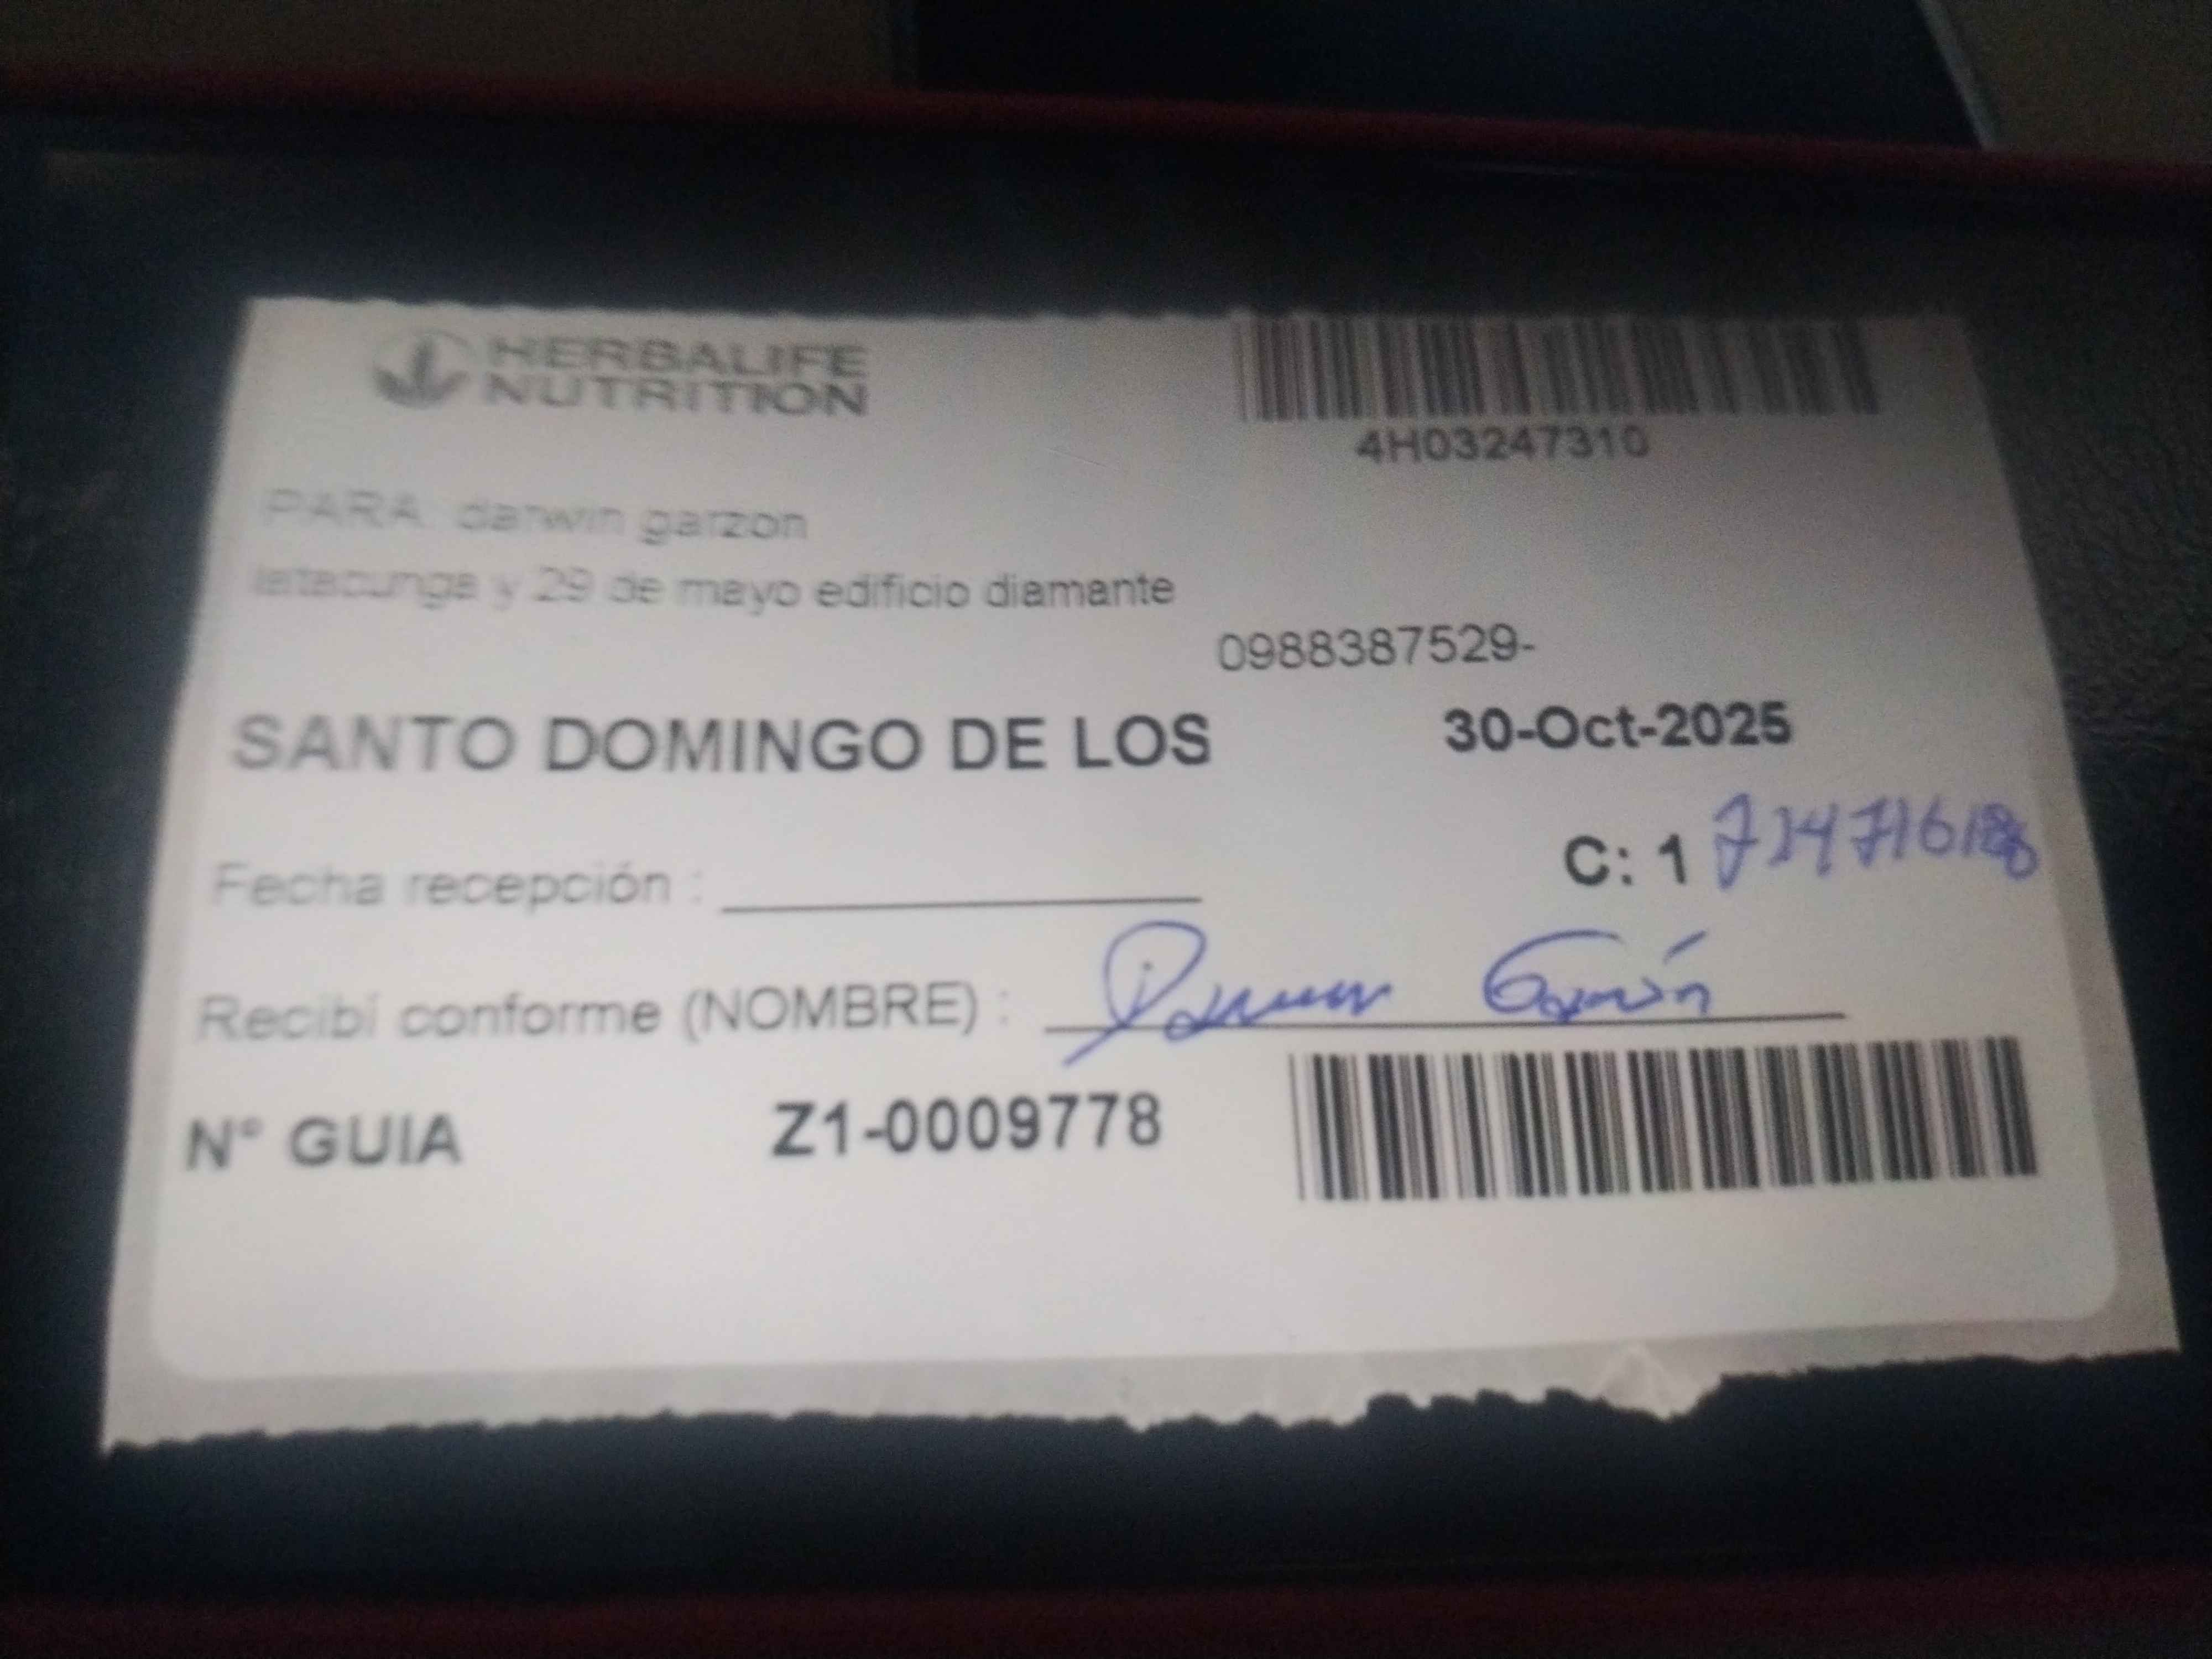 HERBALIFE
NUTRITION
4H03247310
PARA: darwin garzon
latacunga y 29 de mayo edificio diamante
0988387529-
SANTO DOMINGO DE LOS
30-Oct-2025
C: 1
Fecha recepción :
Recibí conforme (NOMBRE) :
N° GUIA
Z1-0009778